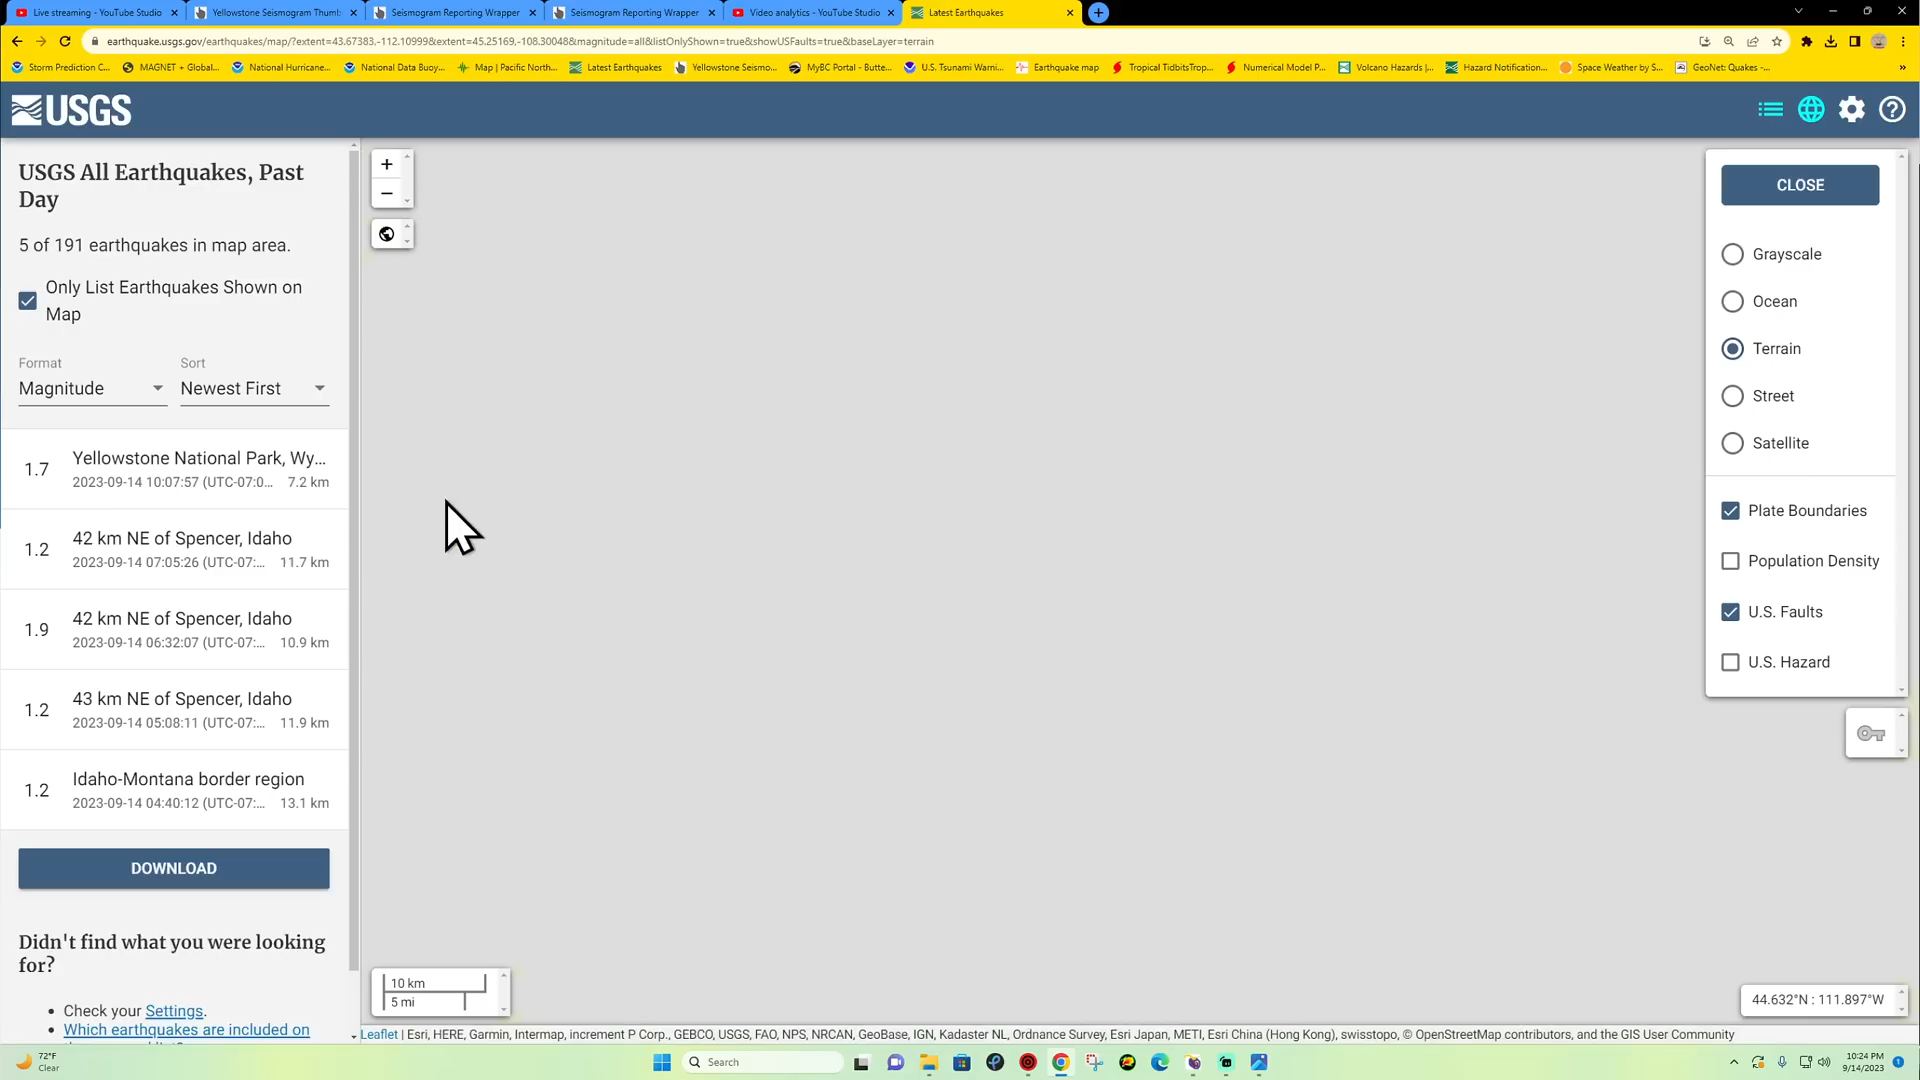 Live streaming - YouTube Studio
Yellowstone Seismogram Thumb
Seismogram Reporting Wrapper
Seismogram Reporting Wrapper
Video analytics - YouTube Studio
Latest Earthquakes
earthquake.usgs.gov/earthquakes/map/?extent=43.67383,-112.10999&extent=45.25169,-108.30048&magnitude=all&listOnlyShown=true&showUSFaults=true&baseLayer=terrain
Storm Prediction C...
MAGNET + Global...
National Hurricane...
National Data Buoy...
Map | Pacific North...
Latest Earthquakes
Yellowstone Seismo...
MyBC Portal - Butte...
U.S. Tsunami Warni...
Earthquake map
Tropical TidbitsTrop...
Numerical Model P...
Volcano Hazards |...
Hazard Notification...
Space Weather by S...
GeoNet: Quakes -...
USGS
USGS All Earthquakes, Past
Day
5 of 191 earthquakes in map area.
Only List Earthquakes Shown on
Map
Format
Sort
Magnitude
Newest First
1.7
Yellowstone National Park, Wy...
2023-09-14 10:07:57 (UTC-07:0... 7.2 km
1.2
42 km NE of Spencer, Idaho
2023-09-14 07:05:26 (UTC-07:... 11.7 km
1.9
42 km NE of Spencer, Idaho
2023-09-14 06:32:07 (UTC-07:... 10.9 km
1.2
43 km NE of Spencer, Idaho
2023-09-14 05:08:11 (UTC-07:... 11.9 km
1.2
Idaho-Montana border region
2023-09-14 04:40:12 (UTC-07:... 13.1 km
DOWNLOAD
Didn't find what you were looking
for?
• Check your Settings.
Which earthquakes are included on
+
−
CLOSE
Grayscale
Ocean
Terrain
Street
Satellite
Plate Boundaries
Population Density
U.S. Faults
U.S. Hazard
10 km
5 mi
44.632°N : 111.897°W
Leaflet | Esri, HERE, Garmin, Intermap, increment P Corp., GEBCO, USGS, FAO, NPS, NRCAN, GeoBase, IGN, Kadaster NL, Ordnance Survey, Esri Japan, METI, Esri China (Hong Kong), swisstopo, © OpenStreetMap contributors, and the GIS User Community
72°F
Clear
Search
10:24 PM
9/14/2023
1